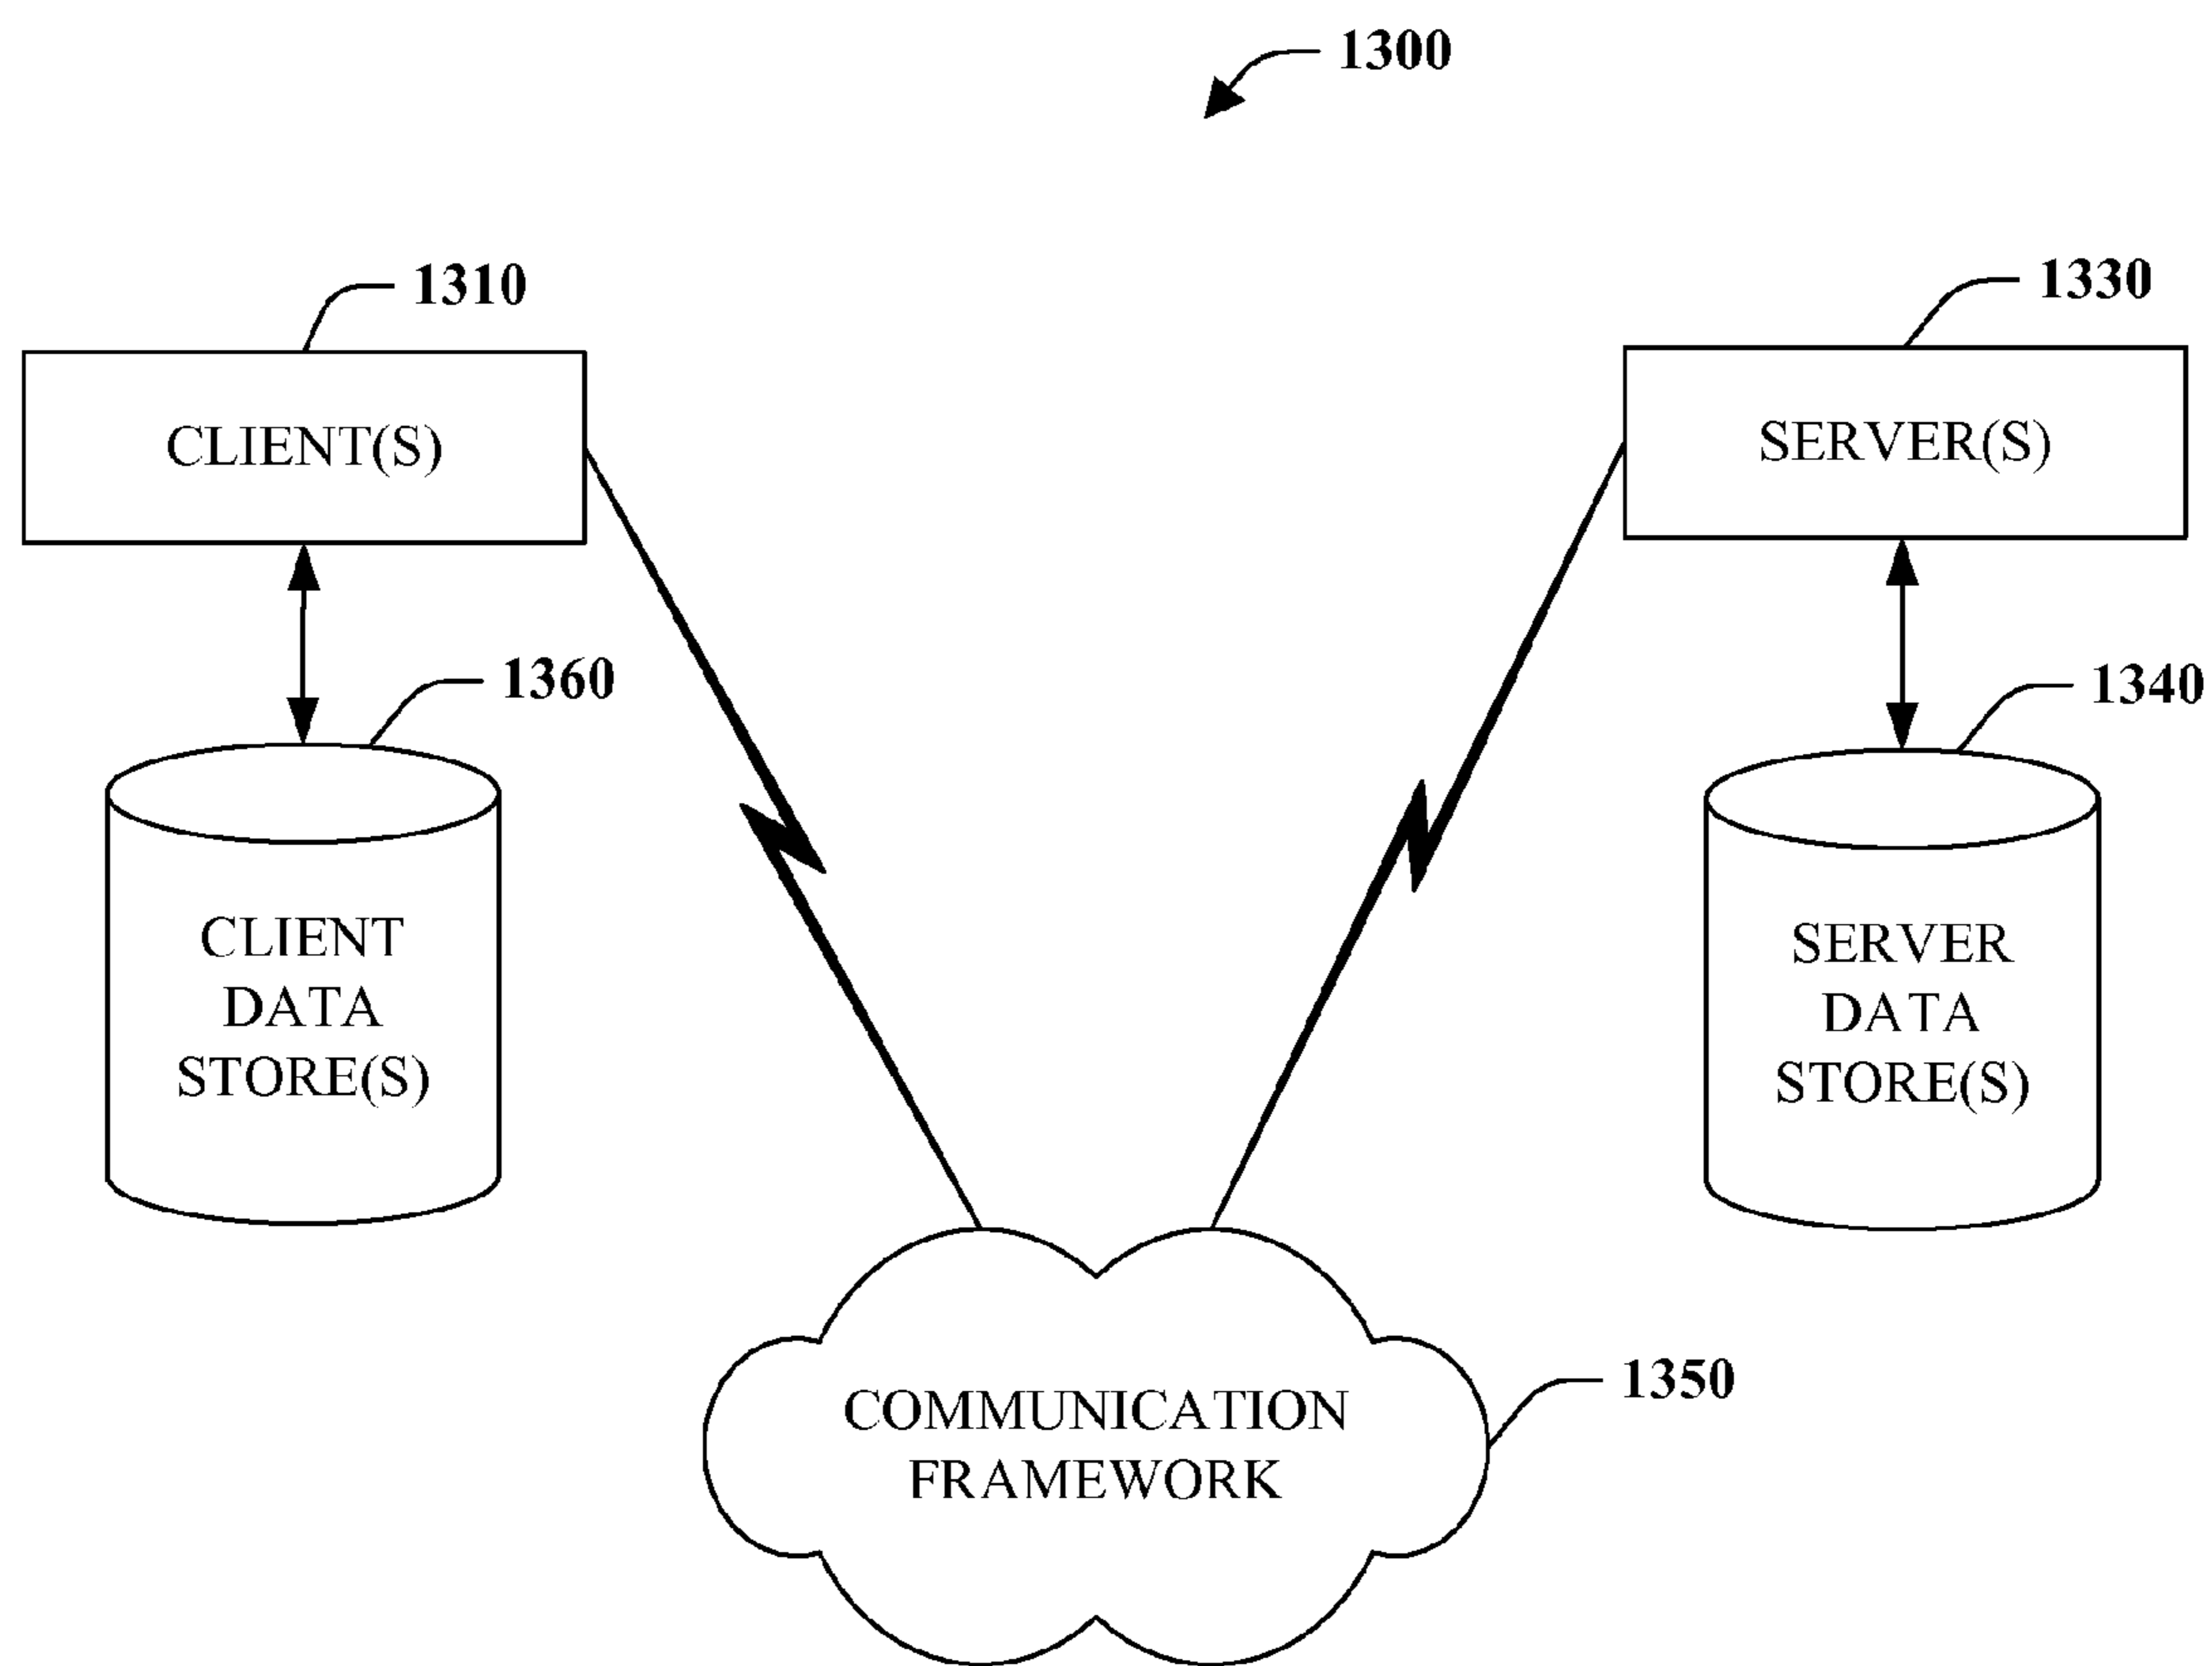 1300
1310
1330
CLIENT(S)
SERVER(S)
1360
1340
CLIENT
DATA
STORE(S)
SERVER
DATA
STORE(S)
1350
COMMUNICATION
FRAMEWORK